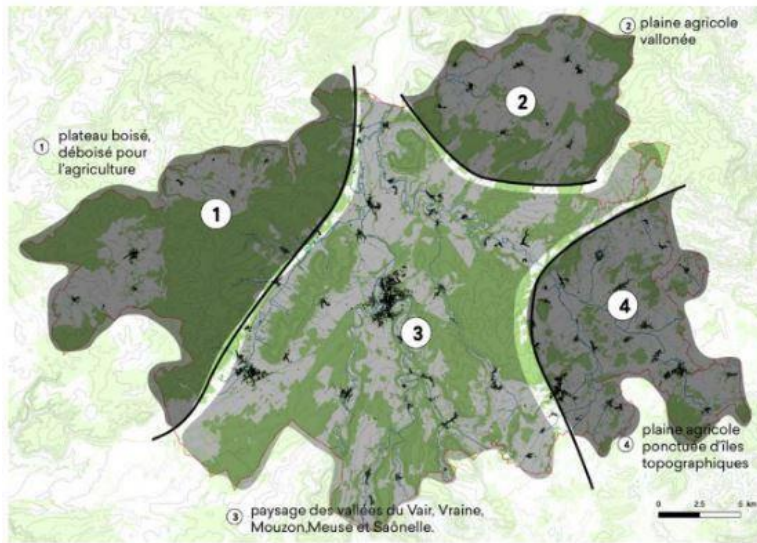 2 plaine agricole
vallonée
2
1 plateau boisé,
déboisé pour
l'agriculture
1
4
3
plaine agricole
4 ponctuée d'îles
topographiques
3 paysage des vallées du Vair, Vraine,
Mouzon,Meuse et Saônelle.
0 2.5 5 km